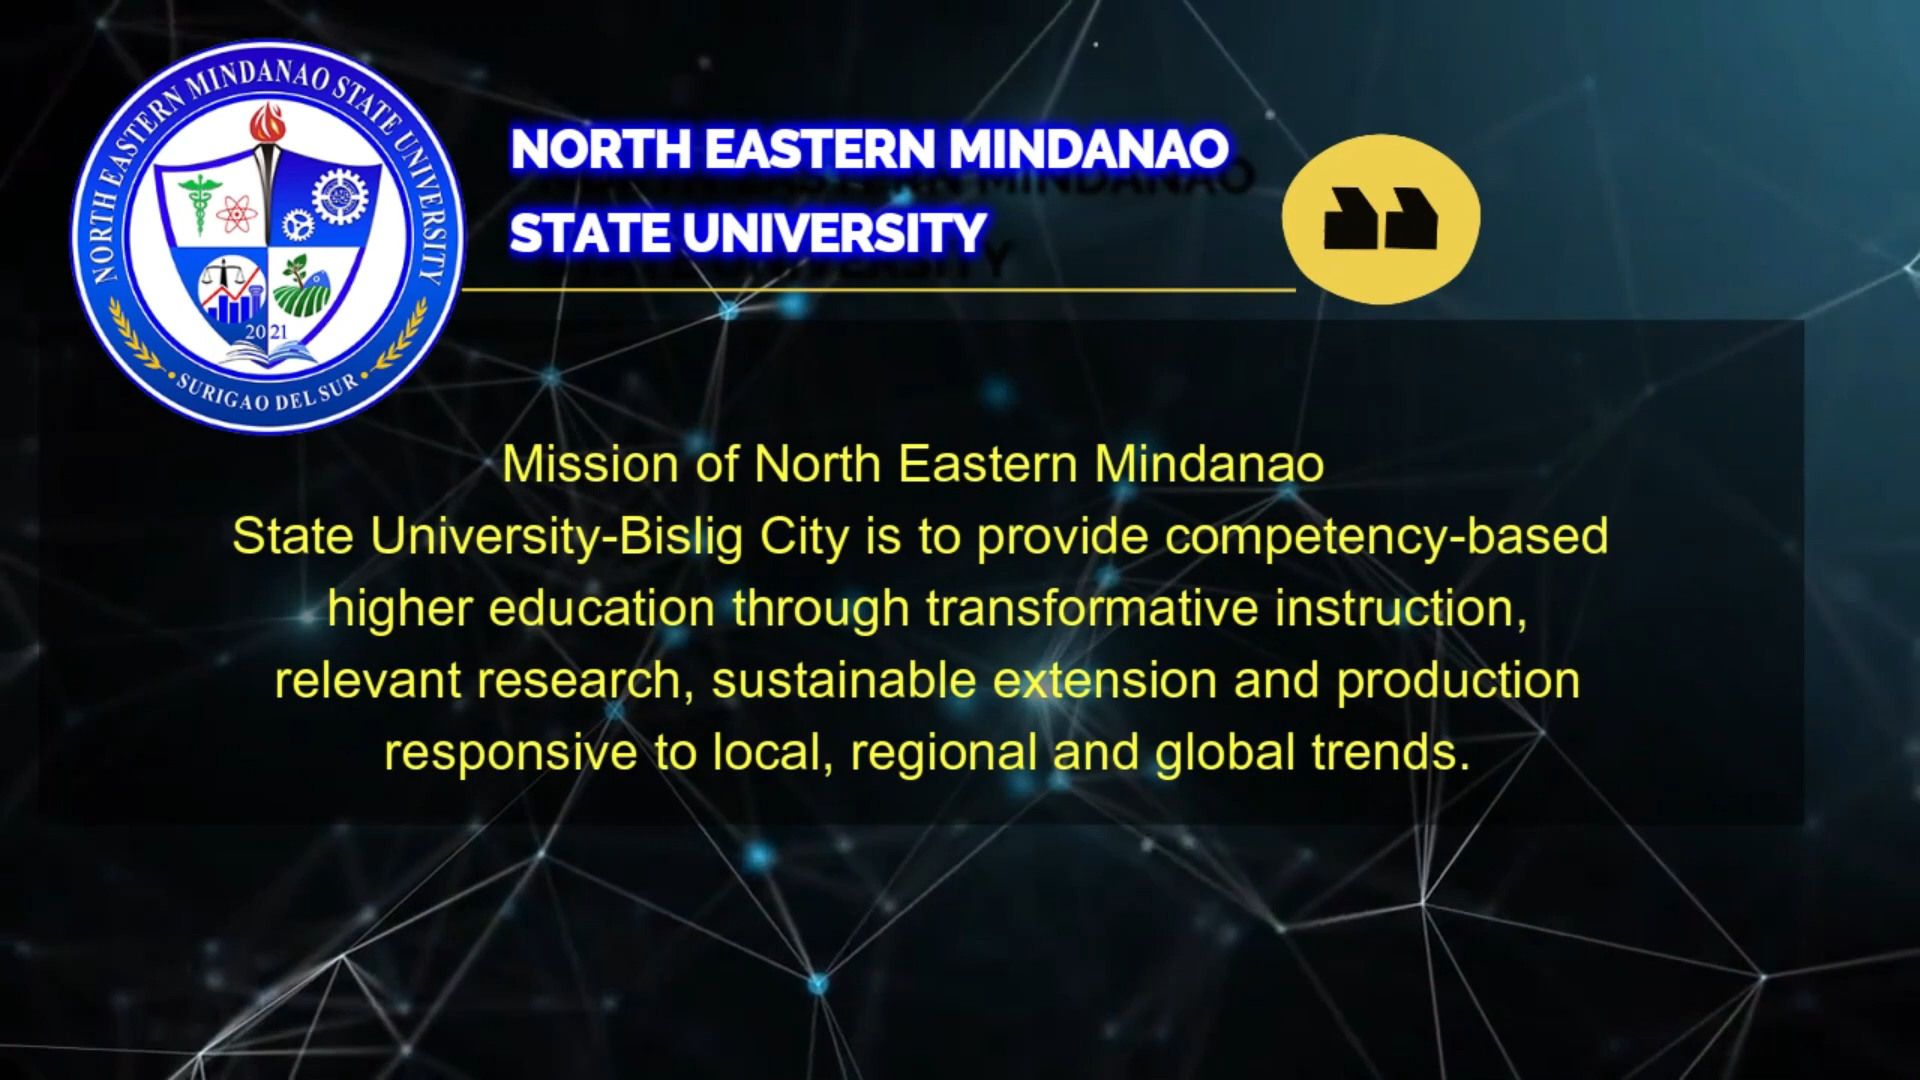 NORTH EASTERN MINDANAO STATE UNIVERSITY
2021
SURIGAO DEL SUR
NORTH EASTERN MINDANAO
STATE UNIVERSITY
Mission of North Eastern Mindanao
State University-Bislig City is to provide competency-based
higher education through transformative instruction,
relevant research, sustainable extension and production
responsive to local, regional and global trends.